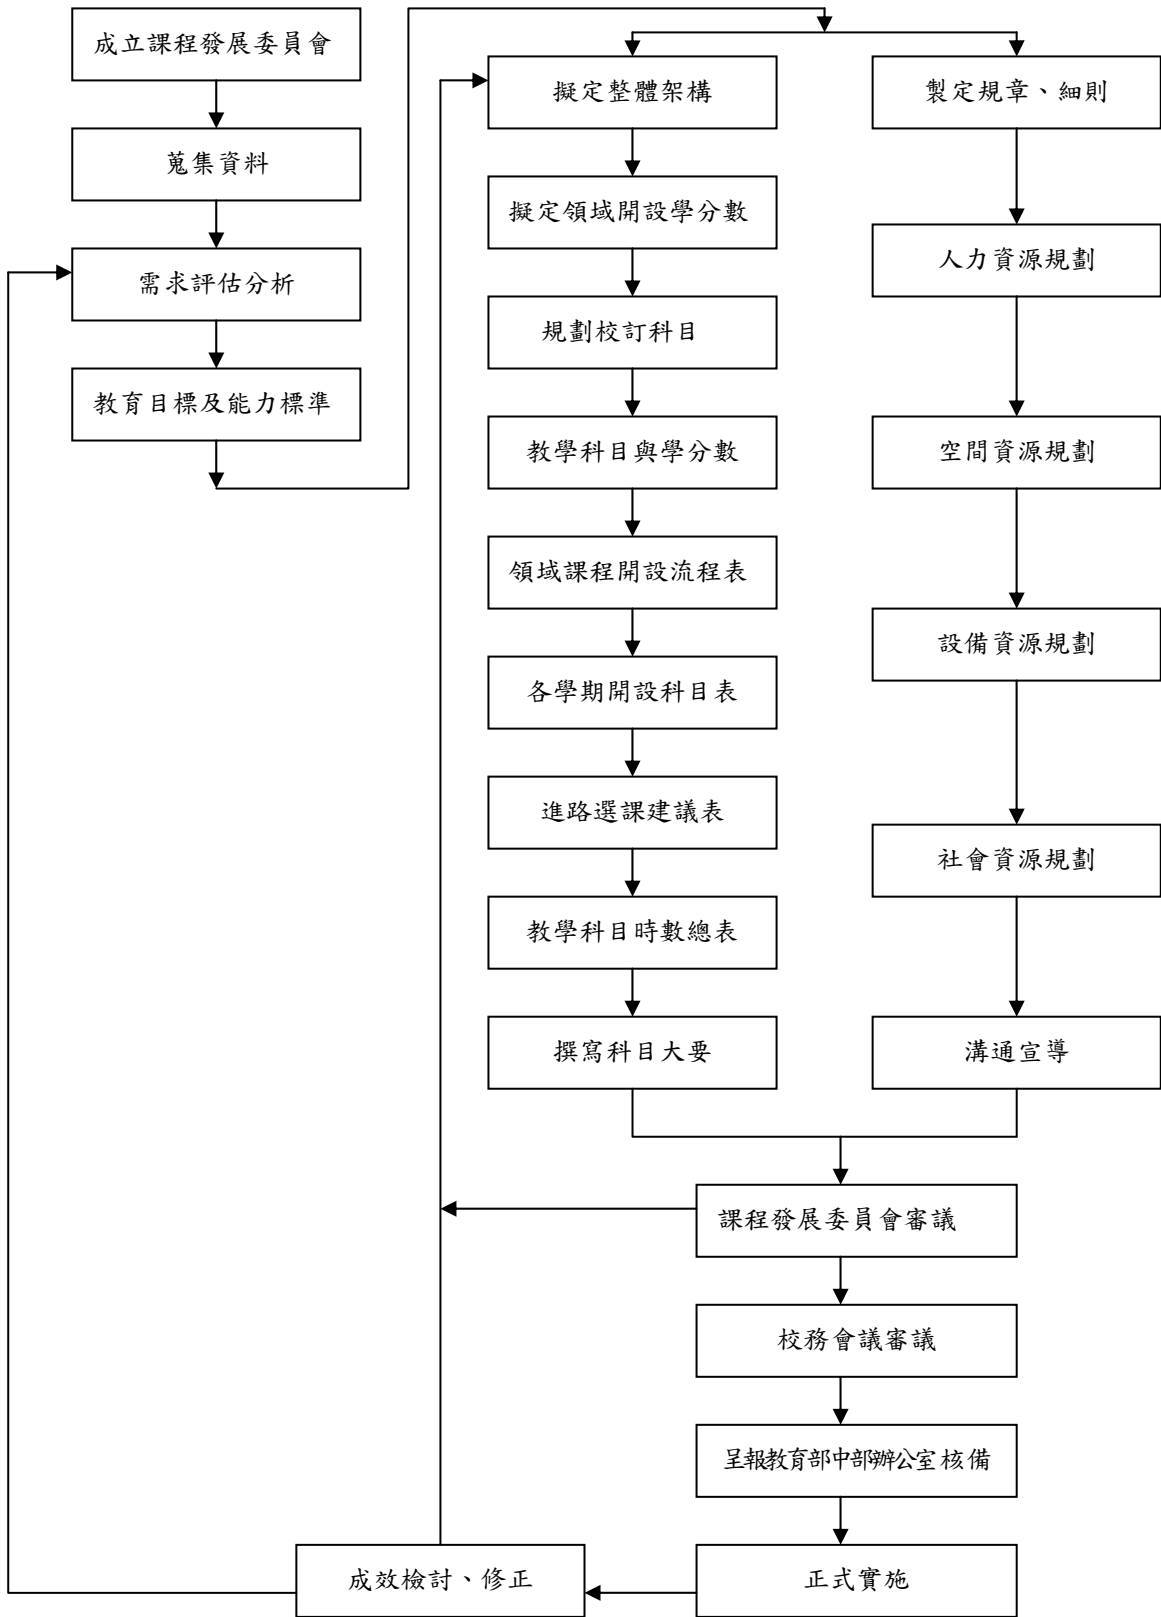 成立課程發展委員會
蒐集資料
需求評估分析
教育目標及能力標準
擬定整體架構
擬定領域開設學分數
規劃校訂科目
教學科目與學分數
領域課程開設流程表
各學期開設科目表
進路選課建議表
教學科目時數總表
撰寫科目大要
製定規章、細則
人力資源規劃
空間資源規劃
設備資源規劃
社會資源規劃
溝通宣導
課程發展委員會審議
校務會議審議
呈報教育部中部辦公室核備
正式實施
成效檢討、修正